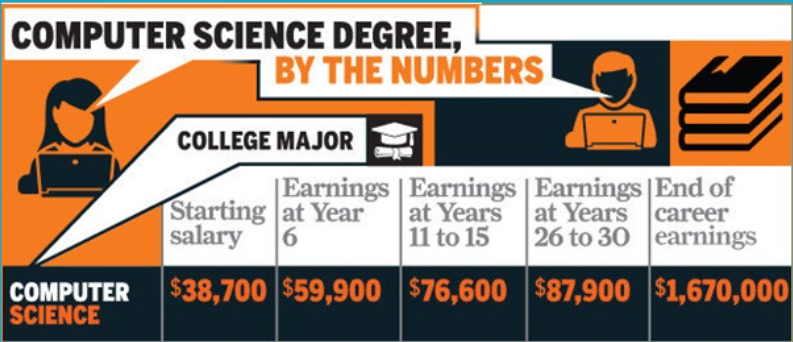 COMPUTER SCIENCE DEGREE,
BY THE NUMBERS
COLLEGE MAJOR
Starting
salary
Earnings
at Year
6
Earnings
at Years
11 to 15
Earnings
at Years
26 to 30
End of
career
earnings
COMPUTER
SCIENCE
$38,700
$59,900
$76,600
$87,900
$1,670,000